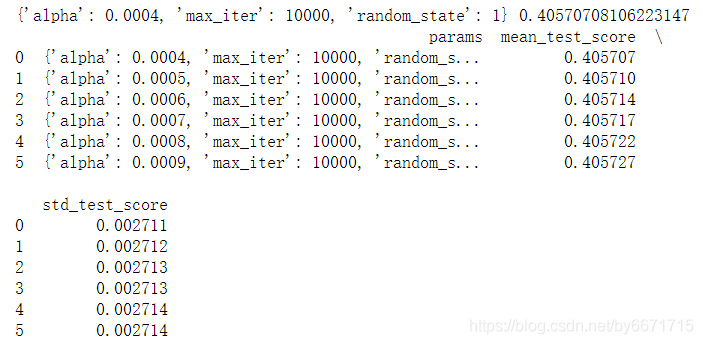 {'alpha': 0.0004, 'max_iter': 10000, 'random_state': 1} 0.40570708106223147
params mean_test_score \
0 {'alpha': 0.0004, 'max_iter': 10000, 'random_s... 0.405707
1 {'alpha': 0.0005, 'max_iter': 10000, 'random_s... 0.405710
2 {'alpha': 0.0006, 'max_iter': 10000, 'random_s... 0.405714
3 {'alpha': 0.0007, 'max_iter': 10000, 'random_s... 0.405717
4 {'alpha': 0.0008, 'max_iter': 10000, 'random_s... 0.405722
5 {'alpha': 0.0009, 'max_iter': 10000, 'random_s... 0.405727
std_test_score
0 0.002711
1 0.002712
2 0.002713
3 0.002713
4 0.002714
5 0.002714
https://blog.csdn.net/by6671715